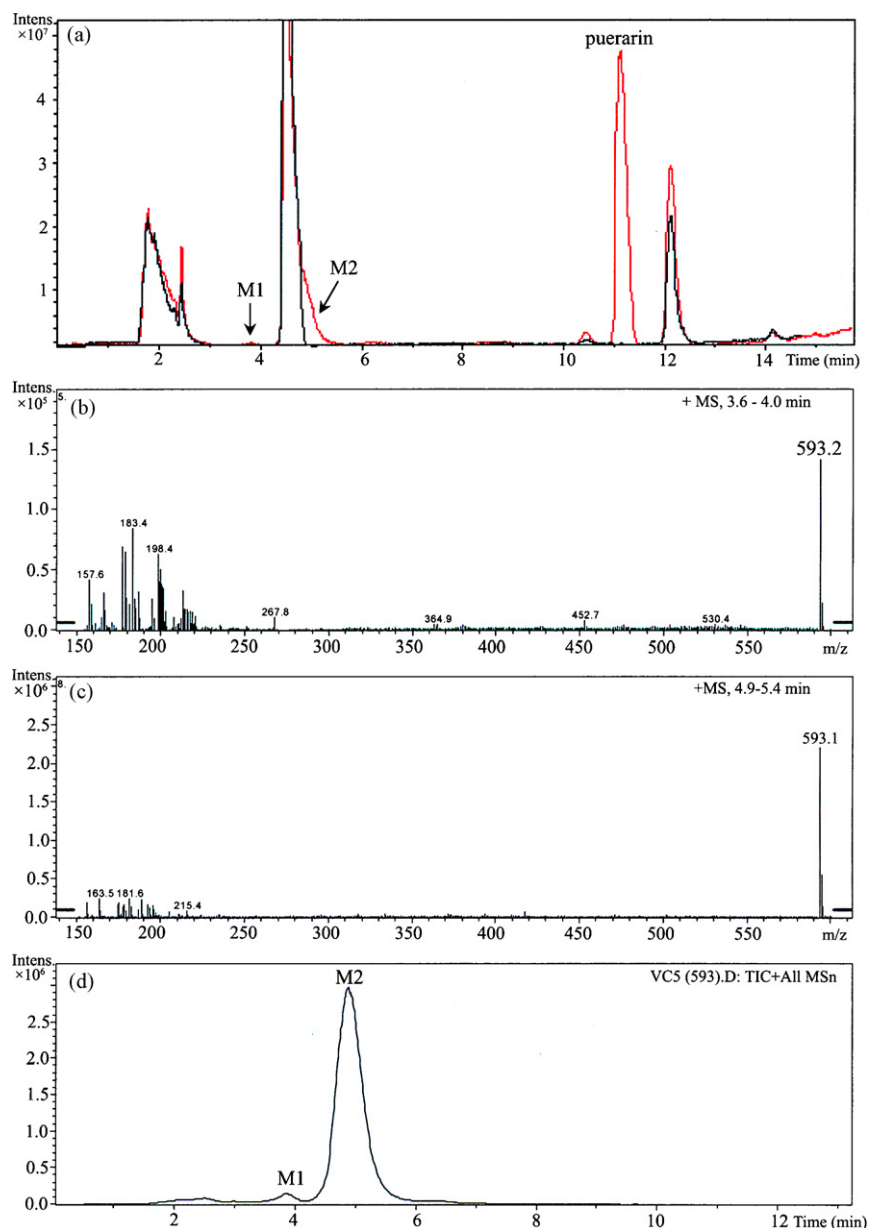 Intens.
×10⁷
(a)
puerarin
4
3
2
1
M1
M2
2 4 6 8 10 12 14 Time (min)
Intens.
×10⁵
5.
(b)
+ MS, 3.6 - 4.0 min
593.2
1.5
1.0
0.5
0.0
183.4
198.4
157.6
267.8
364.9
452.7
530.4
150 200 250 300 350 400 450 500 550 m/z
Intens.
×10⁶
8.
(c)
+MS, 4.9-5.4 min
593.1
2.5
2.0
1.5
1.0
0.5
0.0
163.5 181.6
215.4
150 200 250 300 350 400 450 500 550 m/z
Intens.
×10⁶
(d)
M2
VC5 (593).D: TIC+All MSn
2.5
2.0
1.5
1.0
0.5
0.0
M1
2 4 6 8 10 12 Time (min)